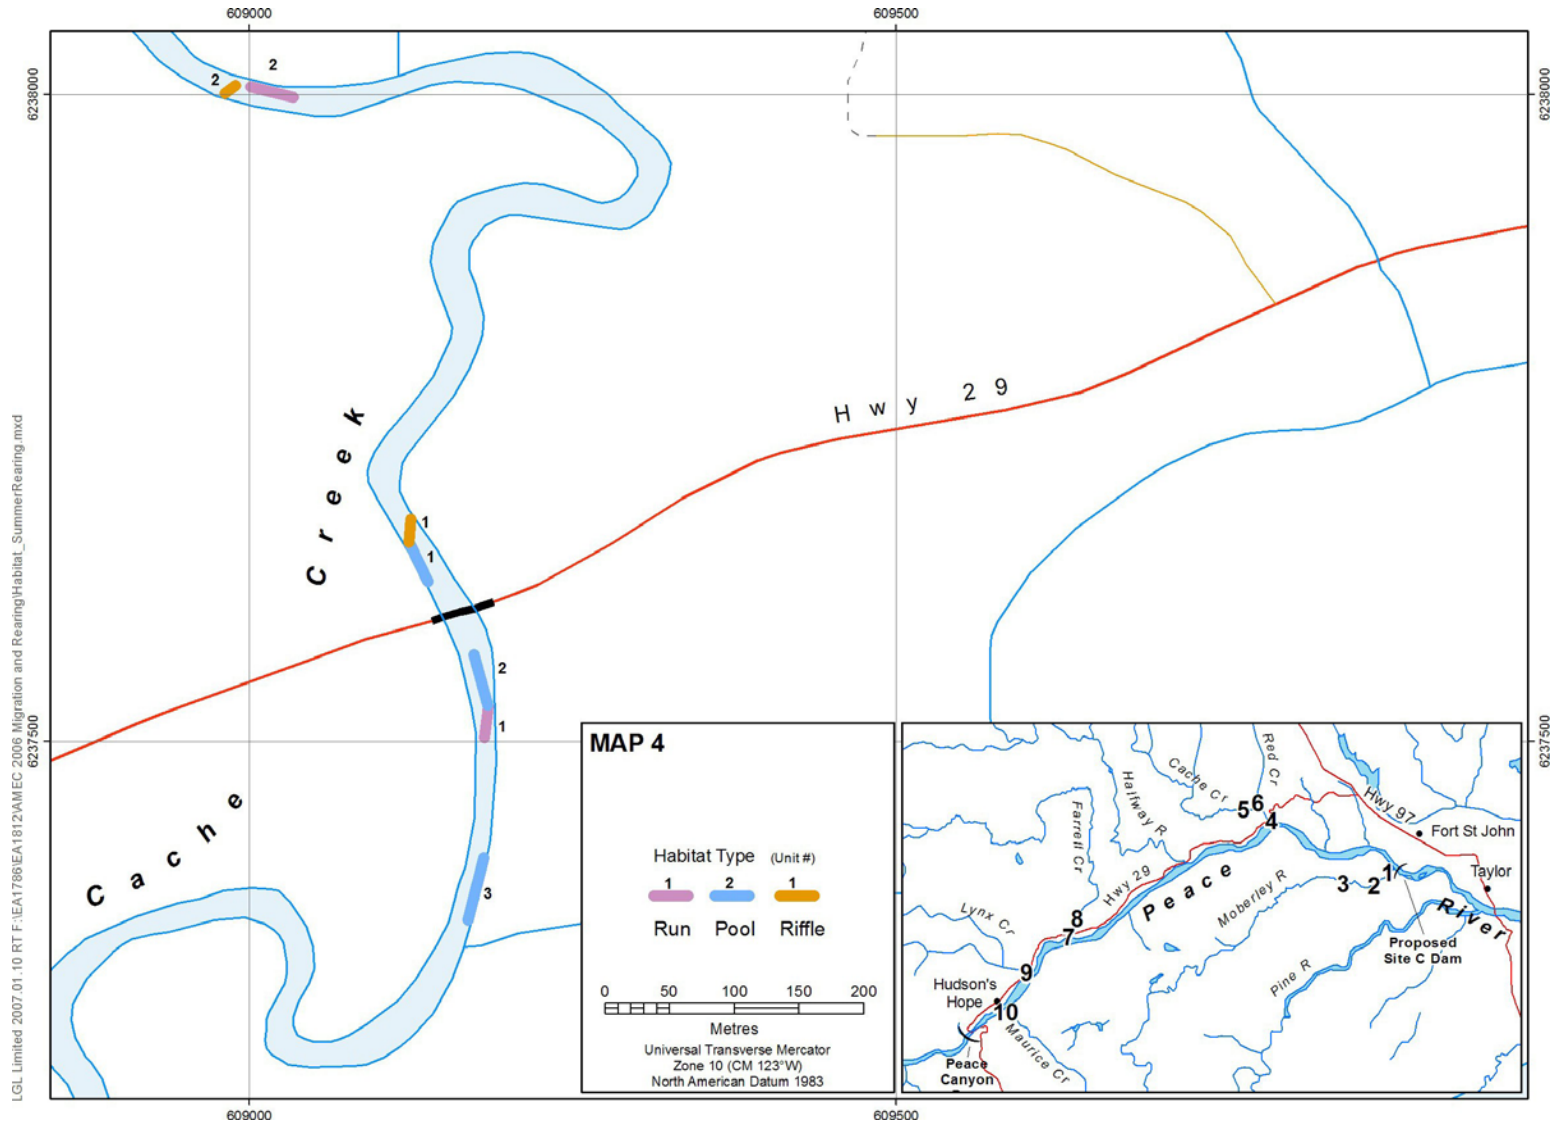 609000
609500
6238000
6238000
2
2
Hwy 29
Creek
1
1
2
1
6237500
6237500
Cache
3
MAP 4
Habitat Type (Unit #)
1 2 1
Run Pool Riffle
0 50 100 150 200
Metres
Universal Transverse Mercator
Zone 10 (CM 123°W)
North American Datum 1983
Red Cr
Cache Cr
Halfway R
Farrell Cr
5 6
4
Hwy 97
Fort St John
Taylor
Hwy 29
Peace
River
Moberley R
3 2 1
Lynx Cr
8
7
Proposed
Site C Dam
Pine R
9
Hudson's
Hope
10
Maurice Cr
Peace
Canyon
609000
609500
LGL Limited 2007.01.10 RT F:\EA1786\EA1812\AMEC 2006 Migration and Rearing\Habitat_SummerRearing.mxd